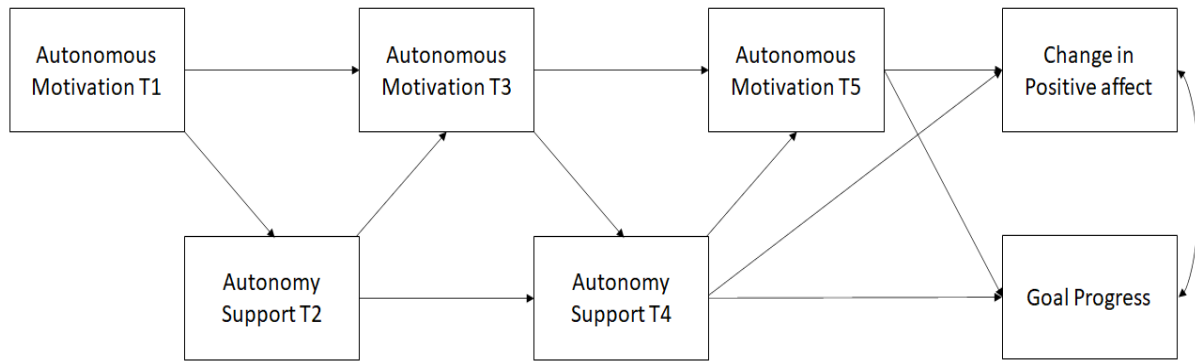 Autonomous
Motivation T1
Autonomous
Motivation T3
Autonomous
Motivation T5
Change in
Positive affect
Autonomy
Support T2
Autonomy
Support T4
Goal Progress